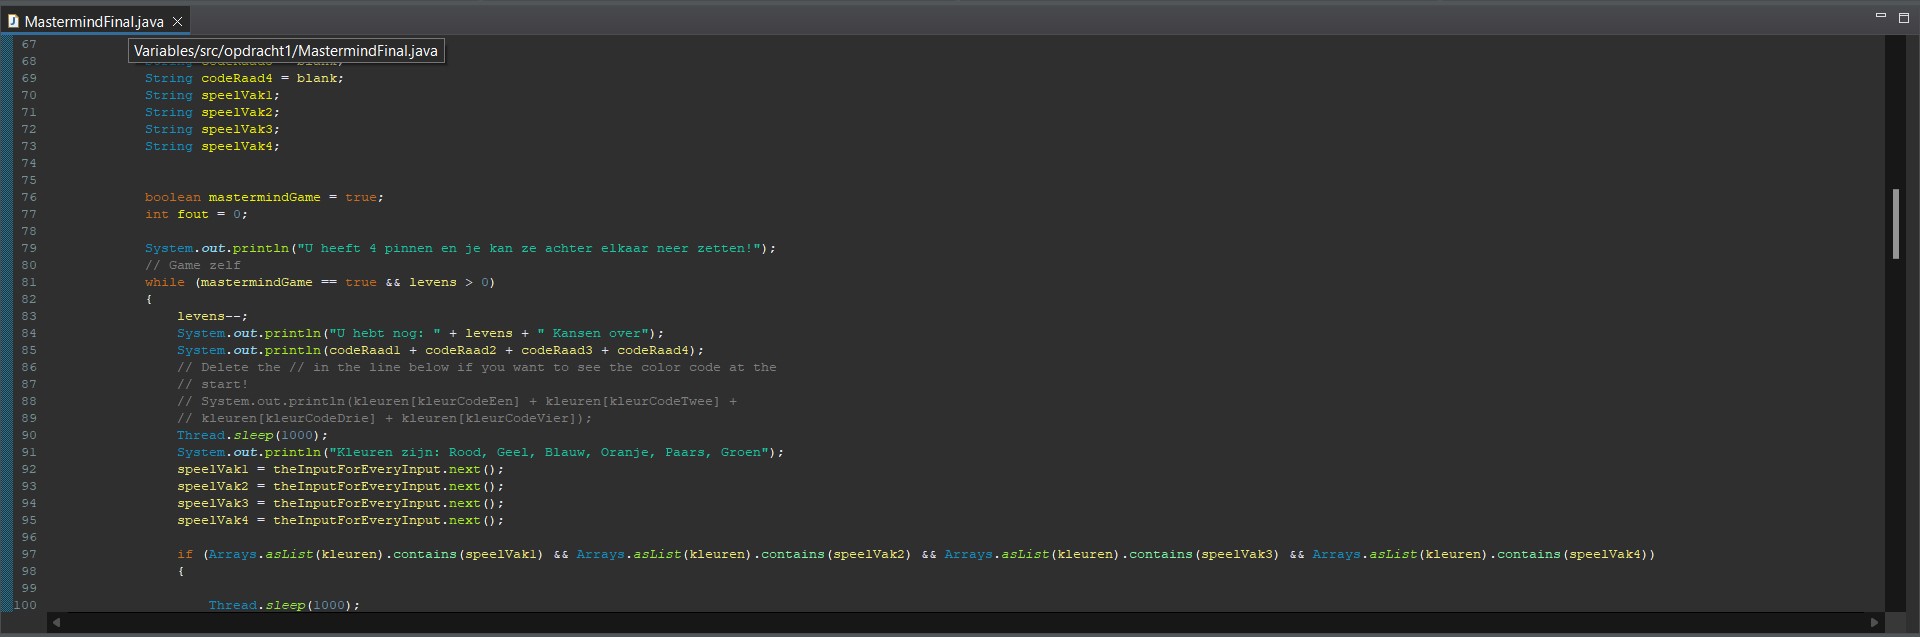 MastermindFinal.java
Variables/src/opdracht1/MastermindFinal.java
67
68
69 String codeRaad4 = blank;
70 String speelVak1;
71 String speelVak2;
72 String speelVak3;
73 String speelVak4;
74
75
76 boolean mastermindGame = true;
77 int fout = 0;
78
79 System.out.println("U heeft 4 pinnen en je kan ze achter elkaar neer zetten!");
80 // Game zelf
81 while (mastermindGame == true && levens > 0)
82 {
83 levens--;
84 System.out.println("U hebt nog: " + levens + " Kansen over");
85 System.out.println(codeRaad1 + codeRaad2 + codeRaad3 + codeRaad4);
86 // Delete the // in the line below if you want to see the color code at the
87 // start!
88 // System.out.println(kleuren[kleurCodeEen] + kleuren[kleurCodeTwee] +
89 // kleuren[kleurCodeDrie] + kleuren[kleurCodeVier]);
90 Thread.sleep(1000);
91 System.out.println("Kleuren zijn: Rood, Geel, Blauw, Oranje, Paars, Groen");
92 speelVak1 = theInputForEveryInput.next();
93 speelVak2 = theInputForEveryInput.next();
94 speelVak3 = theInputForEveryInput.next();
95 speelVak4 = theInputForEveryInput.next();
96
97 if (Arrays.asList(kleuren).contains(speelVak1) && Arrays.asList(kleuren).contains(speelVak2) && Arrays.asList(kleuren).contains(speelVak3) && Arrays.asList(kleuren).contains(speelVak4))
98 {
99
100 Thread.sleep(1000);